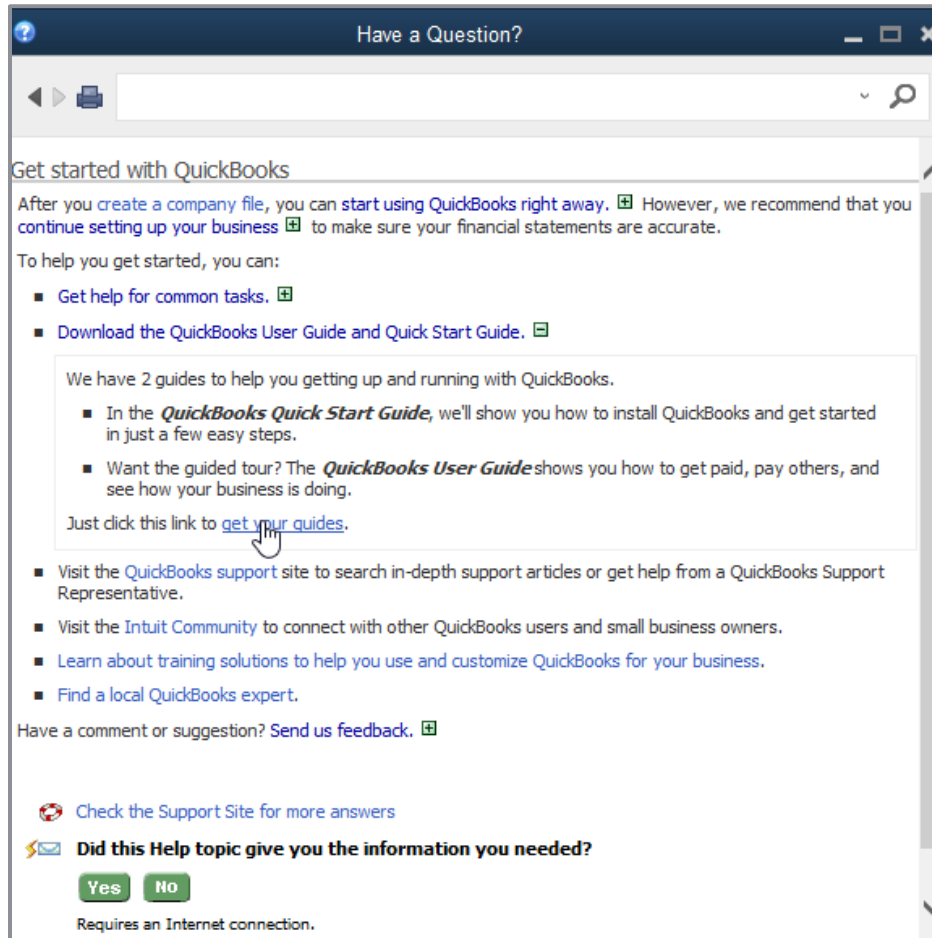 Have a Question?
Get started with QuickBooks
After you create a company file, you can start using QuickBooks right away. However, we recommend that you
continue setting up your business to make sure your financial statements are accurate.
To help you get started, you can:
Get help for common tasks.
Download the QuickBooks User Guide and Quick Start Guide.
We have 2 guides to help you getting up and running with QuickBooks.
In the QuickBooks Quick Start Guide, we'll show you how to install QuickBooks and get started
in just a few easy steps.
Want the guided tour? The QuickBooks User Guide shows you how to get paid, pay others, and
see how your business is doing.
Just click this link to get your guides.
Visit the QuickBooks support site to search in-depth support articles or get help from a QuickBooks Support
Representative.
Visit the Intuit Community to connect with other QuickBooks users and small business owners.
Learn about training solutions to help you use and customize QuickBooks for your business.
Find a local QuickBooks expert.
Have a comment or suggestion? Send us feedback.
Check the Support Site for more answers
Did this Help topic give you the information you needed?
Yes No
Requires an Internet connection.